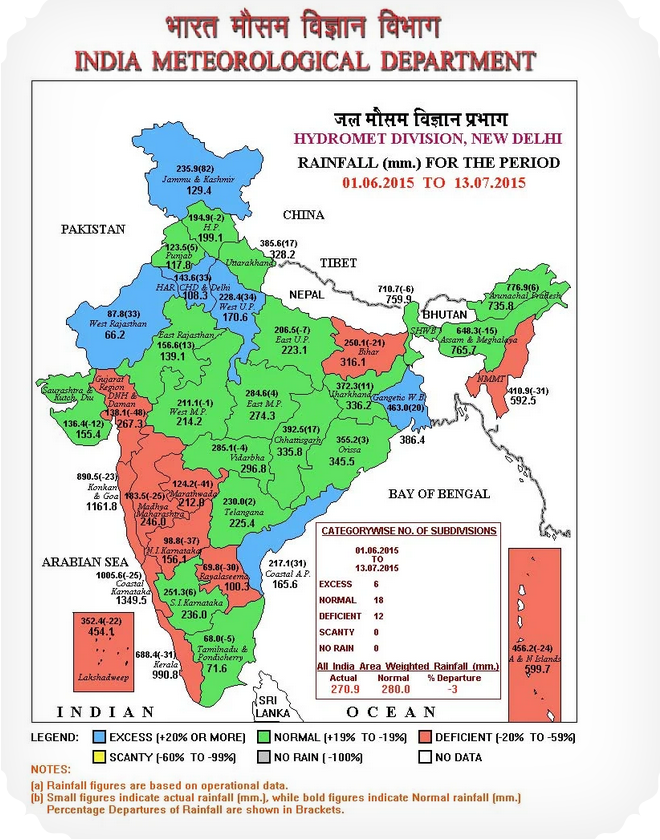 भारत मौसम विज्ञान विभाग
INDIA METEOROLOGICAL DEPARTMENT
जल मौसम विज्ञान प्रभाग
HYDROMET DIVISION, NEW DELHI
RAINFALL (mm.) FOR THE PERIOD
01.06.2015 TO 13.07.2015
235.9(82)
Jammu & Kashmir
129.4
CHINA
194.9(-2)
H.P.
199.1
PAKISTAN
123.5(5)
Punjab
117.8
385.6(17)
Uttarakhand
328.2
TIBET
143.6(33)
HAR. CHD & Delhi
108.3
228.4(34)
West U.P.
170.6
NEPAL
710.7(-6)
759.9
SHWB
BHUTAN
776.9(6)
Arunachal Pradesh
735.8
87.8(33)
West Rajasthan
66.2
East Rajasthan
156.6(13)
139.1
206.5(-7)
East U.P.
223.1
250.1(-21)
Bihar
316.1
648.3(-15)
Assam & Meghalaya
765.7
NMMT
410.9(-31)
592.5
Saurashtra &
Kutch, Diu
136.4(-12)
155.4
Gujarat
Region
DNH &
Daman
138.1(-48)
267.3
211.1(-1)
West M.P.
214.2
284.6(4)
East M.P.
274.3
372.3(11)
Jharkhand
336.2
Gangetic W.B.
463.0(20)
386.4
392.5(17)
Chhattisgarh
335.8
355.2(3)
Orissa
345.5
285.1(-4)
Vidarbha
296.8
890.5(-23)
Konkan
& Goa
1161.8
183.5(-25)
Madhya
Maharashtra
246.0
124.2(-41)
Marathwada
212.8
230.0(2)
Telangana
225.4
BAY OF BENGAL
98.8(-37)
N.I.Karnataka
156.1
69.8(-30)
Rayalaseema
100.3
217.1(31)
Coastal A.P.
165.6
ARABIAN SEA
1005.6(-25)
Coastal
Karnataka
1349.5
251.3(6)
S.I.Karnataka
236.0
352.4(-22)
454.1
Lakshadweep
688.4(-31)
Kerala
990.8
68.0(-5)
Tamilnadu &
Pondicherry
71.6
SRI
LANKA
456.2(-24)
A & N Islands
599.7
CATEGORYWISE NO. OF SUBDIVISIONS
01.06.2015
TO
13.07.2015
EXCESS 6
NORMAL 18
DEFICIENT 12
SCANTY 0
NO RAIN 0
All India Area Weighted Rainfall (mm.)
Actual Normal % Departure
270.9 280.0 -3
INDIAN OCEAN
LEGEND: EXCESS (+20% OR MORE) NORMAL (+19% TO -19%) DEFICIENT (-20% TO -59%)
SCANTY (-60% TO -99%) NO RAIN ( -100%) NO DATA
NOTES:
(a) Rainfall figures are based on operational data.
(b) Small figures indicate actual rainfall (mm.), while bold figures indicate Normal rainfall (mm.)
Percentage Departures of Rainfall are shown in Brackets.